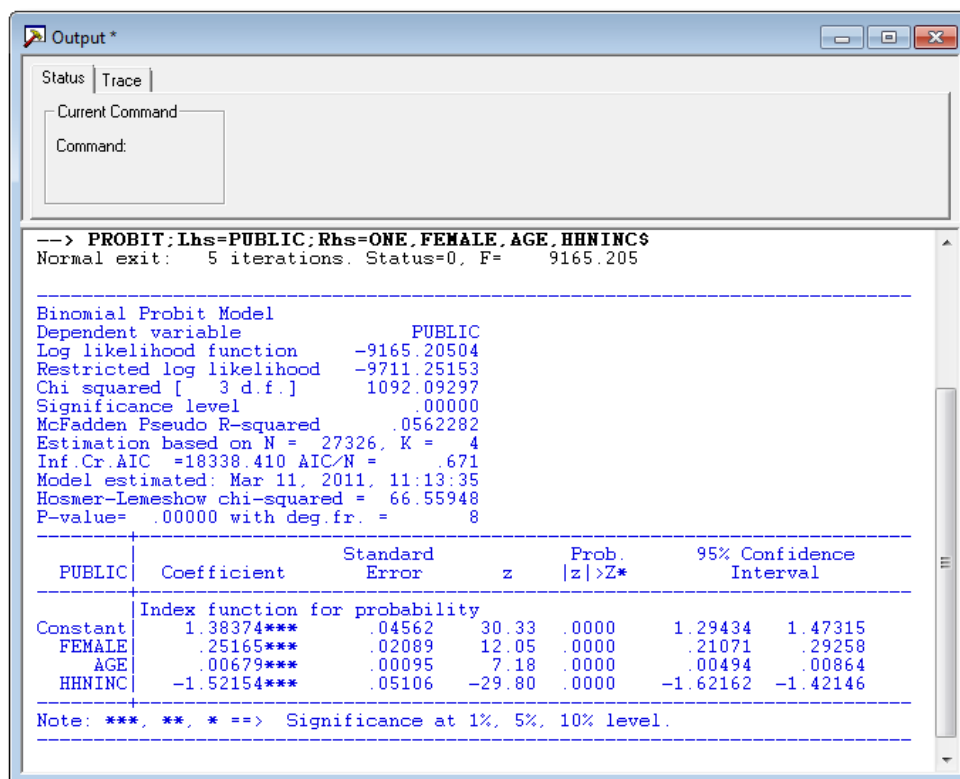 Output *
Status Trace
Current Command
Command:
--> PROBIT;Lhs=PUBLIC;Rhs=ONE,FEMALE,AGE,HHNINC$
Normal exit:   5 iterations. Status=0, F=    9165.205
Binomial Probit Model
Dependent variable               PUBLIC
Log likelihood function     -9165.20504
Restricted log likelihood   -9711.25153
Chi squared [   3 d.f.]      1092.09297
Significance level               .00000
McFadden Pseudo R-squared      .0562282
Estimation based on N =  27326, K =   4
Inf.Cr.AIC  =18338.410 AIC/N =     .671
Model estimated: Mar 11, 2011, 11:13:35
Hosmer-Lemeshow chi-squared =  66.55948
P-value=  .00000 with deg.fr. =       8
Standard Prob. 95% Confidence
PUBLIC| Coefficient Error z |z|>Z* Interval
|Index function for probability
Constant| 1.38374*** .04562 30.33 .0000 1.29434 1.47315
FEMALE| .25165*** .02089 12.05 .0000 .21071 .29258
AGE| .00679*** .00095 7.18 .0000 .00494 .00864
HHNINC| -1.52154*** .05106 -29.80 .0000 -1.62162 -1.42146
Note: ***, **, * ==>  Significance at 1%, 5%, 10% level.